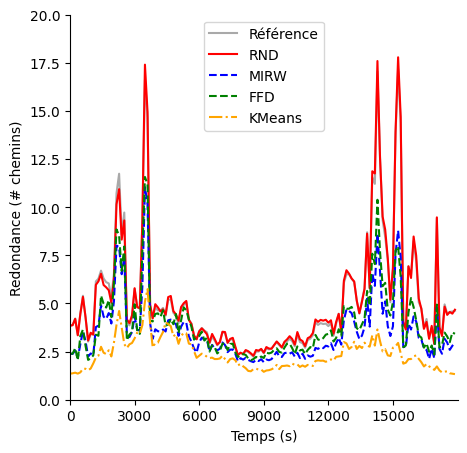 20.0
17.5
15.0
12.5
10.0
7.5
5.0
2.5
0.0
Redondance (# chemins)
Référence
RND
MIRW
FFD
KMeans
0 3000 6000 9000 12000 15000
Temps (s)